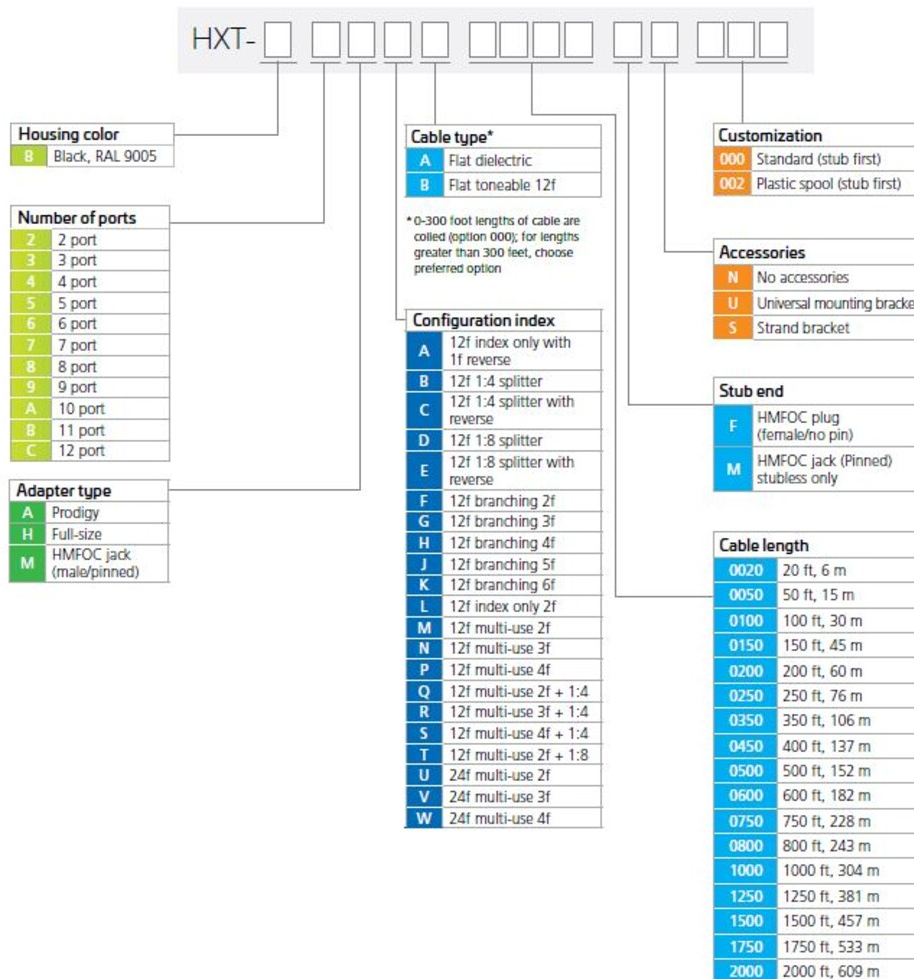 HXT-
Housing color
B Black, RAL 9005
Number of ports
2 2 port
3 3 port
4 4 port
5 5 port
6 6 port
7 7 port
8 8 port
9 9 port
A 10 port
B 11 port
C 12 port
Adapter type
A Prodigy
H Full-size
M HMFOC jack
(male/pinned)
Cable type*
A Flat dielectric
B Flat toneable 12f
* 0-300 foot lengths of cable are
coiled (option 000); for lengths
greater than 300 feet, choose
preferred option
Configuration index
A 12f index only with
1f reverse
B 12f 1:4 splitter
C 12f 1:4 splitter with
reverse
D 12f 1:8 splitter
E 12f 1:8 splitter with
reverse
F 12f branching 2f
G 12f branching 3f
H 12f branching 4f
J 12f branching 5f
K 12f branching 6f
L 12f index only 2f
M 12f multi-use 2f
N 12f multi-use 3f
P 12f multi-use 4f
Q 12f multi-use 2f + 1:4
R 12f multi-use 3f + 1:4
S 12f multi-use 4f + 1:4
T 12f multi-use 2f + 1:8
U 24f multi-use 2f
V 24f multi-use 3f
W 24f multi-use 4f
Customization
000 Standard (stub first)
002 Plastic spool (stub first)
Accessories
N No accessories
U Universal mounting bracke
S Strand bracket
Stub end
F HMFOC plug
(female/no pin)
M HMFOC jack (Pinned)
stubless only
Cable length
0020 20 ft, 6 m
0050 50 ft, 15 m
0100 100 ft, 30 m
0150 150 ft, 45 m
0200 200 ft, 60 m
0250 250 ft, 76 m
0350 350 ft, 106 m
0450 400 ft, 137 m
0500 500 ft, 152 m
0600 600 ft, 182 m
0750 750 ft, 228 m
0800 800 ft, 243 m
1000 1000 ft, 304 m
1250 1250 ft, 381 m
1500 1500 ft, 457 m
1750 1750 ft, 533 m
2000 2000 ft, 609 m